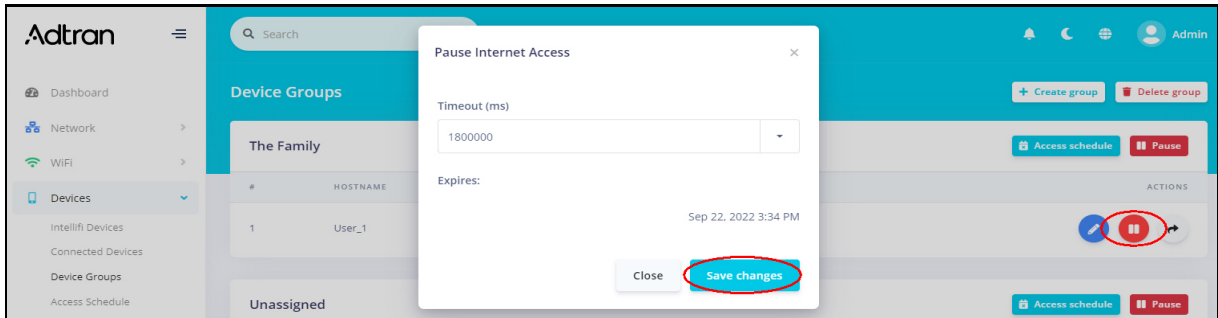 Adtran
Search
Admin
Pause Internet Access
Dashboard
Device Groups
+ Create group
Delete group
Timeout (ms)
Network
1800000
The Family
Access schedule
Pause
WiFi
Expires:
# HOSTNAME ACTIONS
Devices
Sep 22, 2022 3:34 PM
Intellifi Devices
1 User_1
Connected Devices
Device Groups
Close
Save changes
Access Schedule
Unassigned
Access schedule
Pause